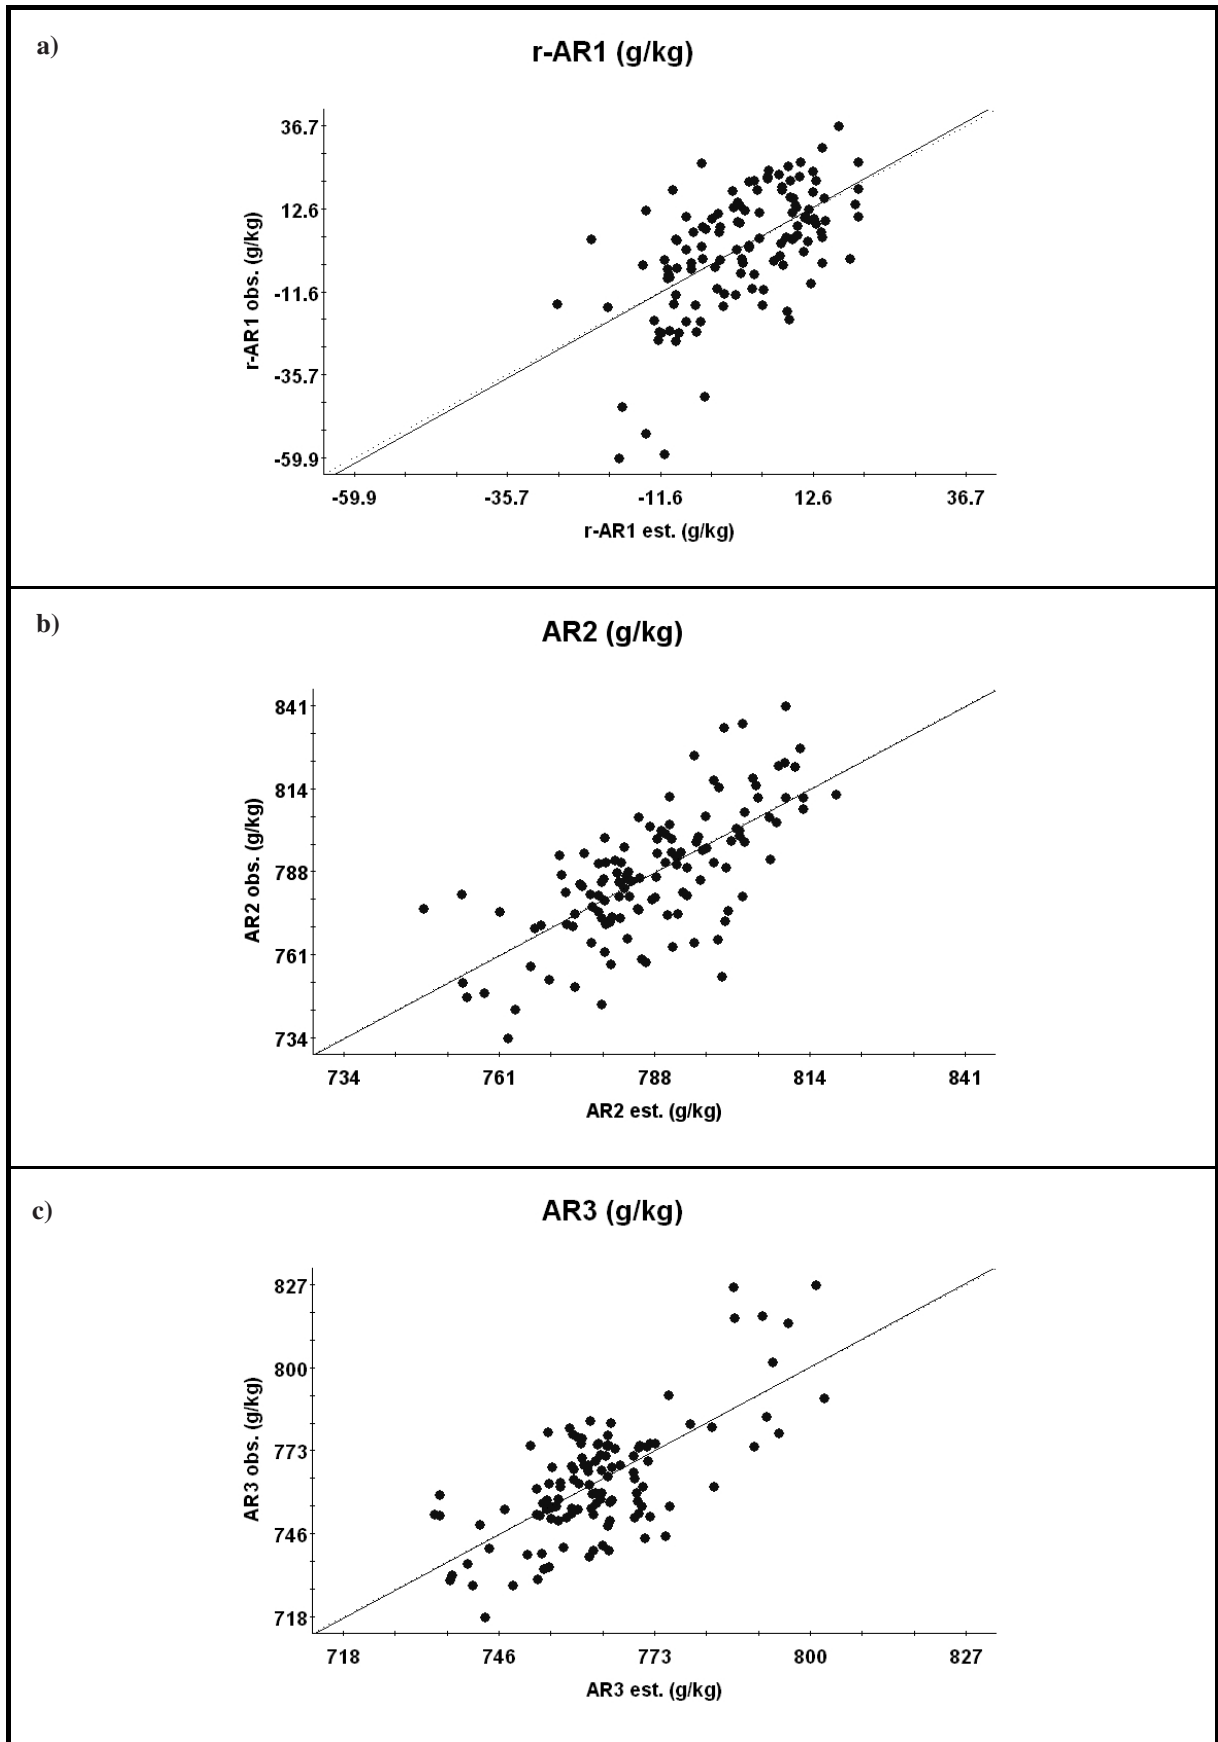 a)
r-AR1 (g/kg)
36.7
12.6
-11.6
-35.7
-59.9
r-AR1 obs. (g/kg)
-59.9 -35.7 -11.6 12.6 36.7
r-AR1 est. (g/kg)
b)
AR2 (g/kg)
841
814
788
761
734
AR2 obs. (g/kg)
734 761 788 814 841
AR2 est. (g/kg)
c)
AR3 (g/kg)
827
800
773
746
718
AR3 obs. (g/kg)
718 746 773 800 827
AR3 est. (g/kg)